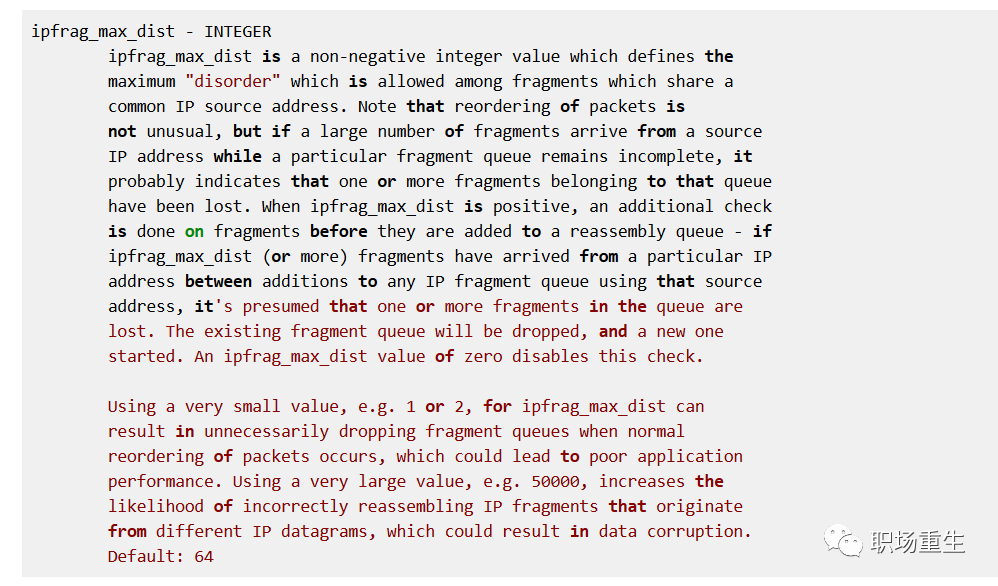 ipfrag_max_dist - INTEGER
ipfrag_max_dist is a non-negative integer value which defines the
maximum "disorder" which is allowed among fragments which share a
common IP source address. Note that reordering of packets is
not unusual, but if a large number of fragments arrive from a source
IP address while a particular fragment queue remains incomplete, it
probably indicates that one or more fragments belonging to that queue
have been lost. When ipfrag_max_dist is positive, an additional check
is done on fragments before they are added to a reassembly queue - if
ipfrag_max_dist (or more) fragments have arrived from a particular IP
address between additions to any IP fragment queue using that source
address, it's presumed that one or more fragments in the queue are
lost. The existing fragment queue will be dropped, and a new one
started. An ipfrag_max_dist value of zero disables this check.
Using a very small value, e.g. 1 or 2, for ipfrag_max_dist can
result in unnecessarily dropping fragment queues when normal
reordering of packets occurs, which could lead to poor application
performance. Using a very large value, e.g. 50000, increases the
likelihood of incorrectly reassembling IP fragments that originate
from different IP datagrams, which could result in data corruption.
Default: 64
职场重生